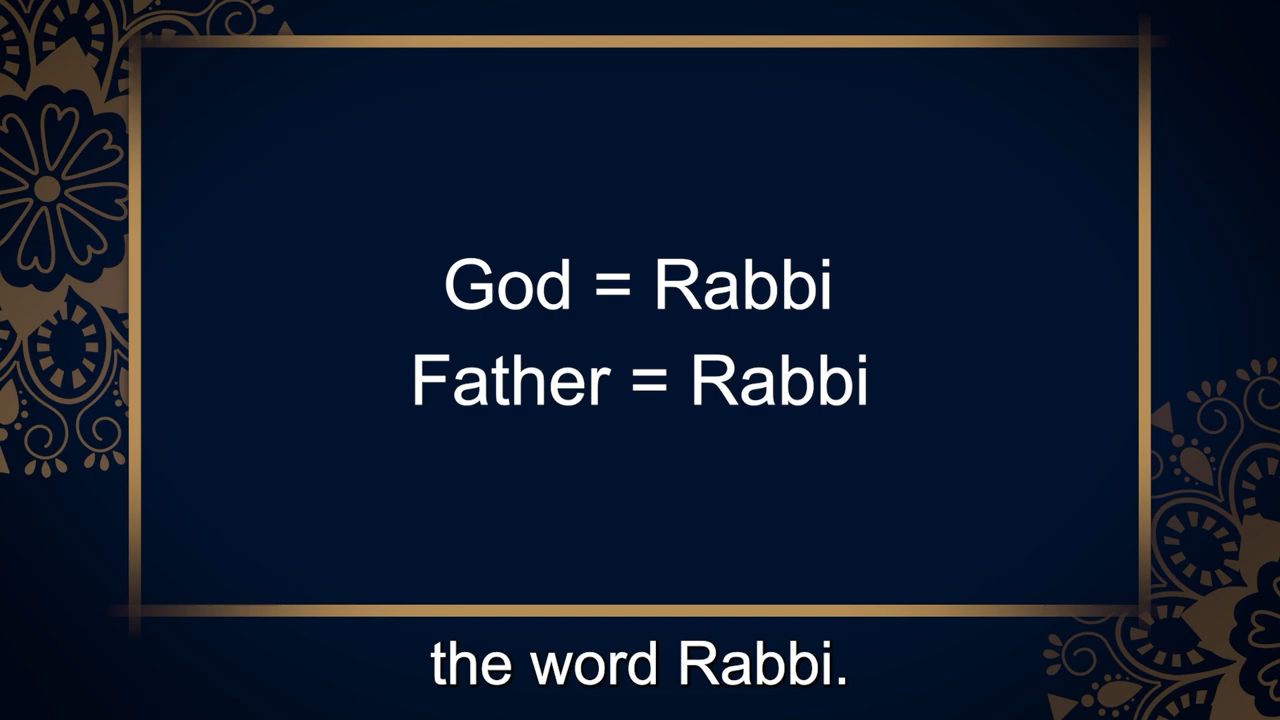 God = Rabbi
Father = Rabbi
the word Rabbi.